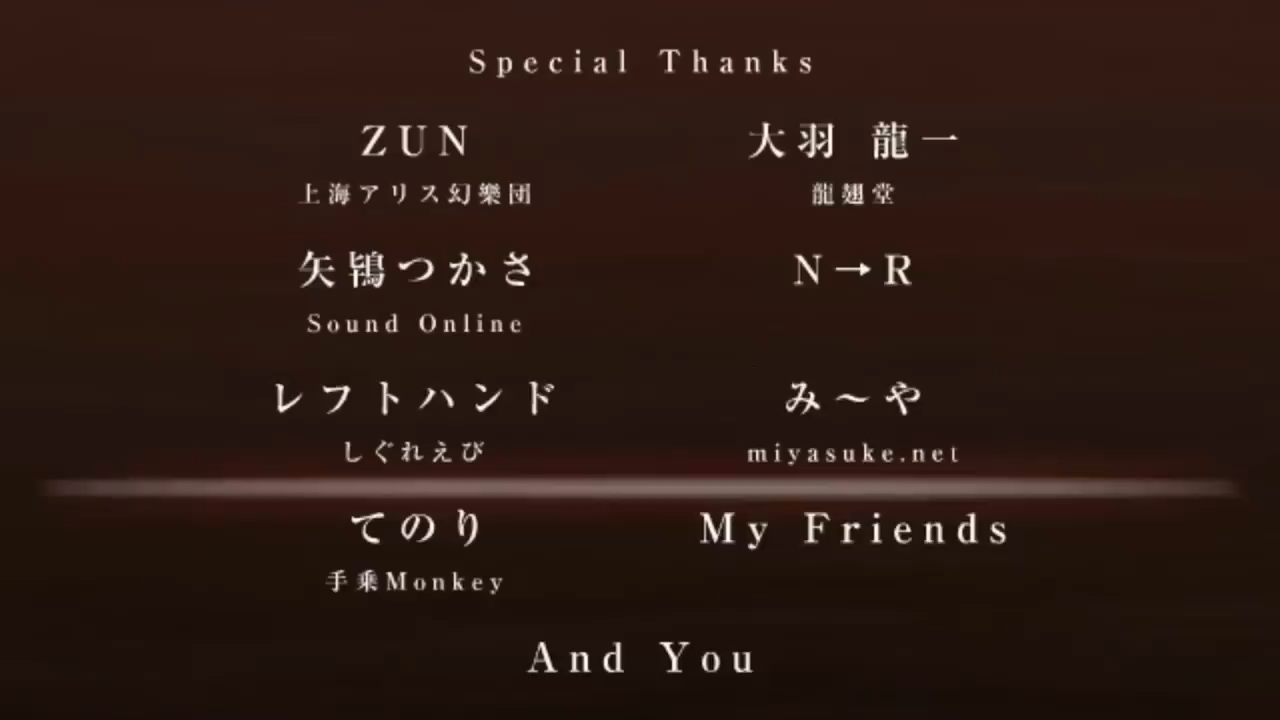 Special Thanks
ZUN
大羽 龍一
上海アリス幻樂団
龍翅堂
矢鴇つかさ
N→R
Sound Online
レフトハンド
み〜や
しぐれえび
miyasuke.net
てのり
My Friends
手乗Monkey
And You